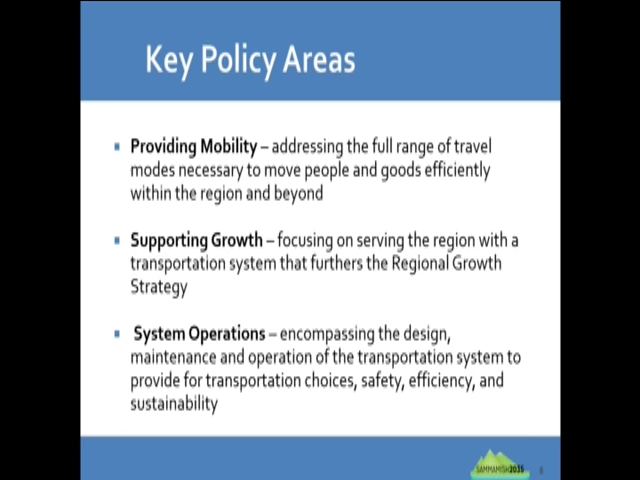 Key Policy Areas
Providing Mobility – addressing the full range of travel
modes necessary to move people and goods efficiently
within the region and beyond
Supporting Growth – focusing on serving the region with a
transportation system that furthers the Regional Growth
Strategy
System Operations – encompassing the design,
maintenance and operation of the transportation system to
provide for transportation choices, safety, efficiency, and
sustainability
SAMMAMISH2035